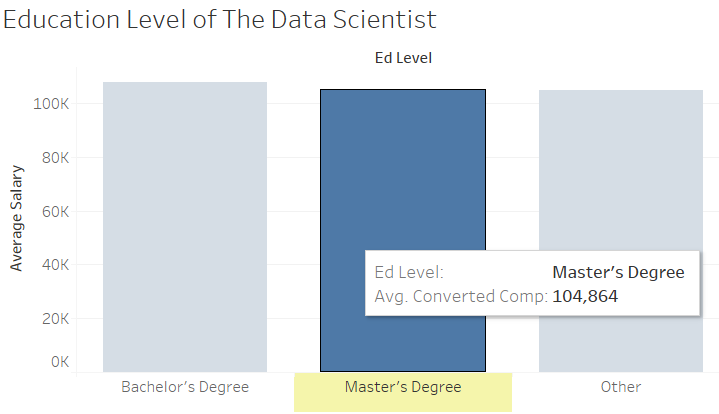 Education Level of The Data Scientist
Ed Level
100K
80K
60K
40K
20K
0K
Average Salary
Ed Level: Master's Degree
Avg. Converted Comp: 104,864
Bachelor's Degree
Master's Degree
Other